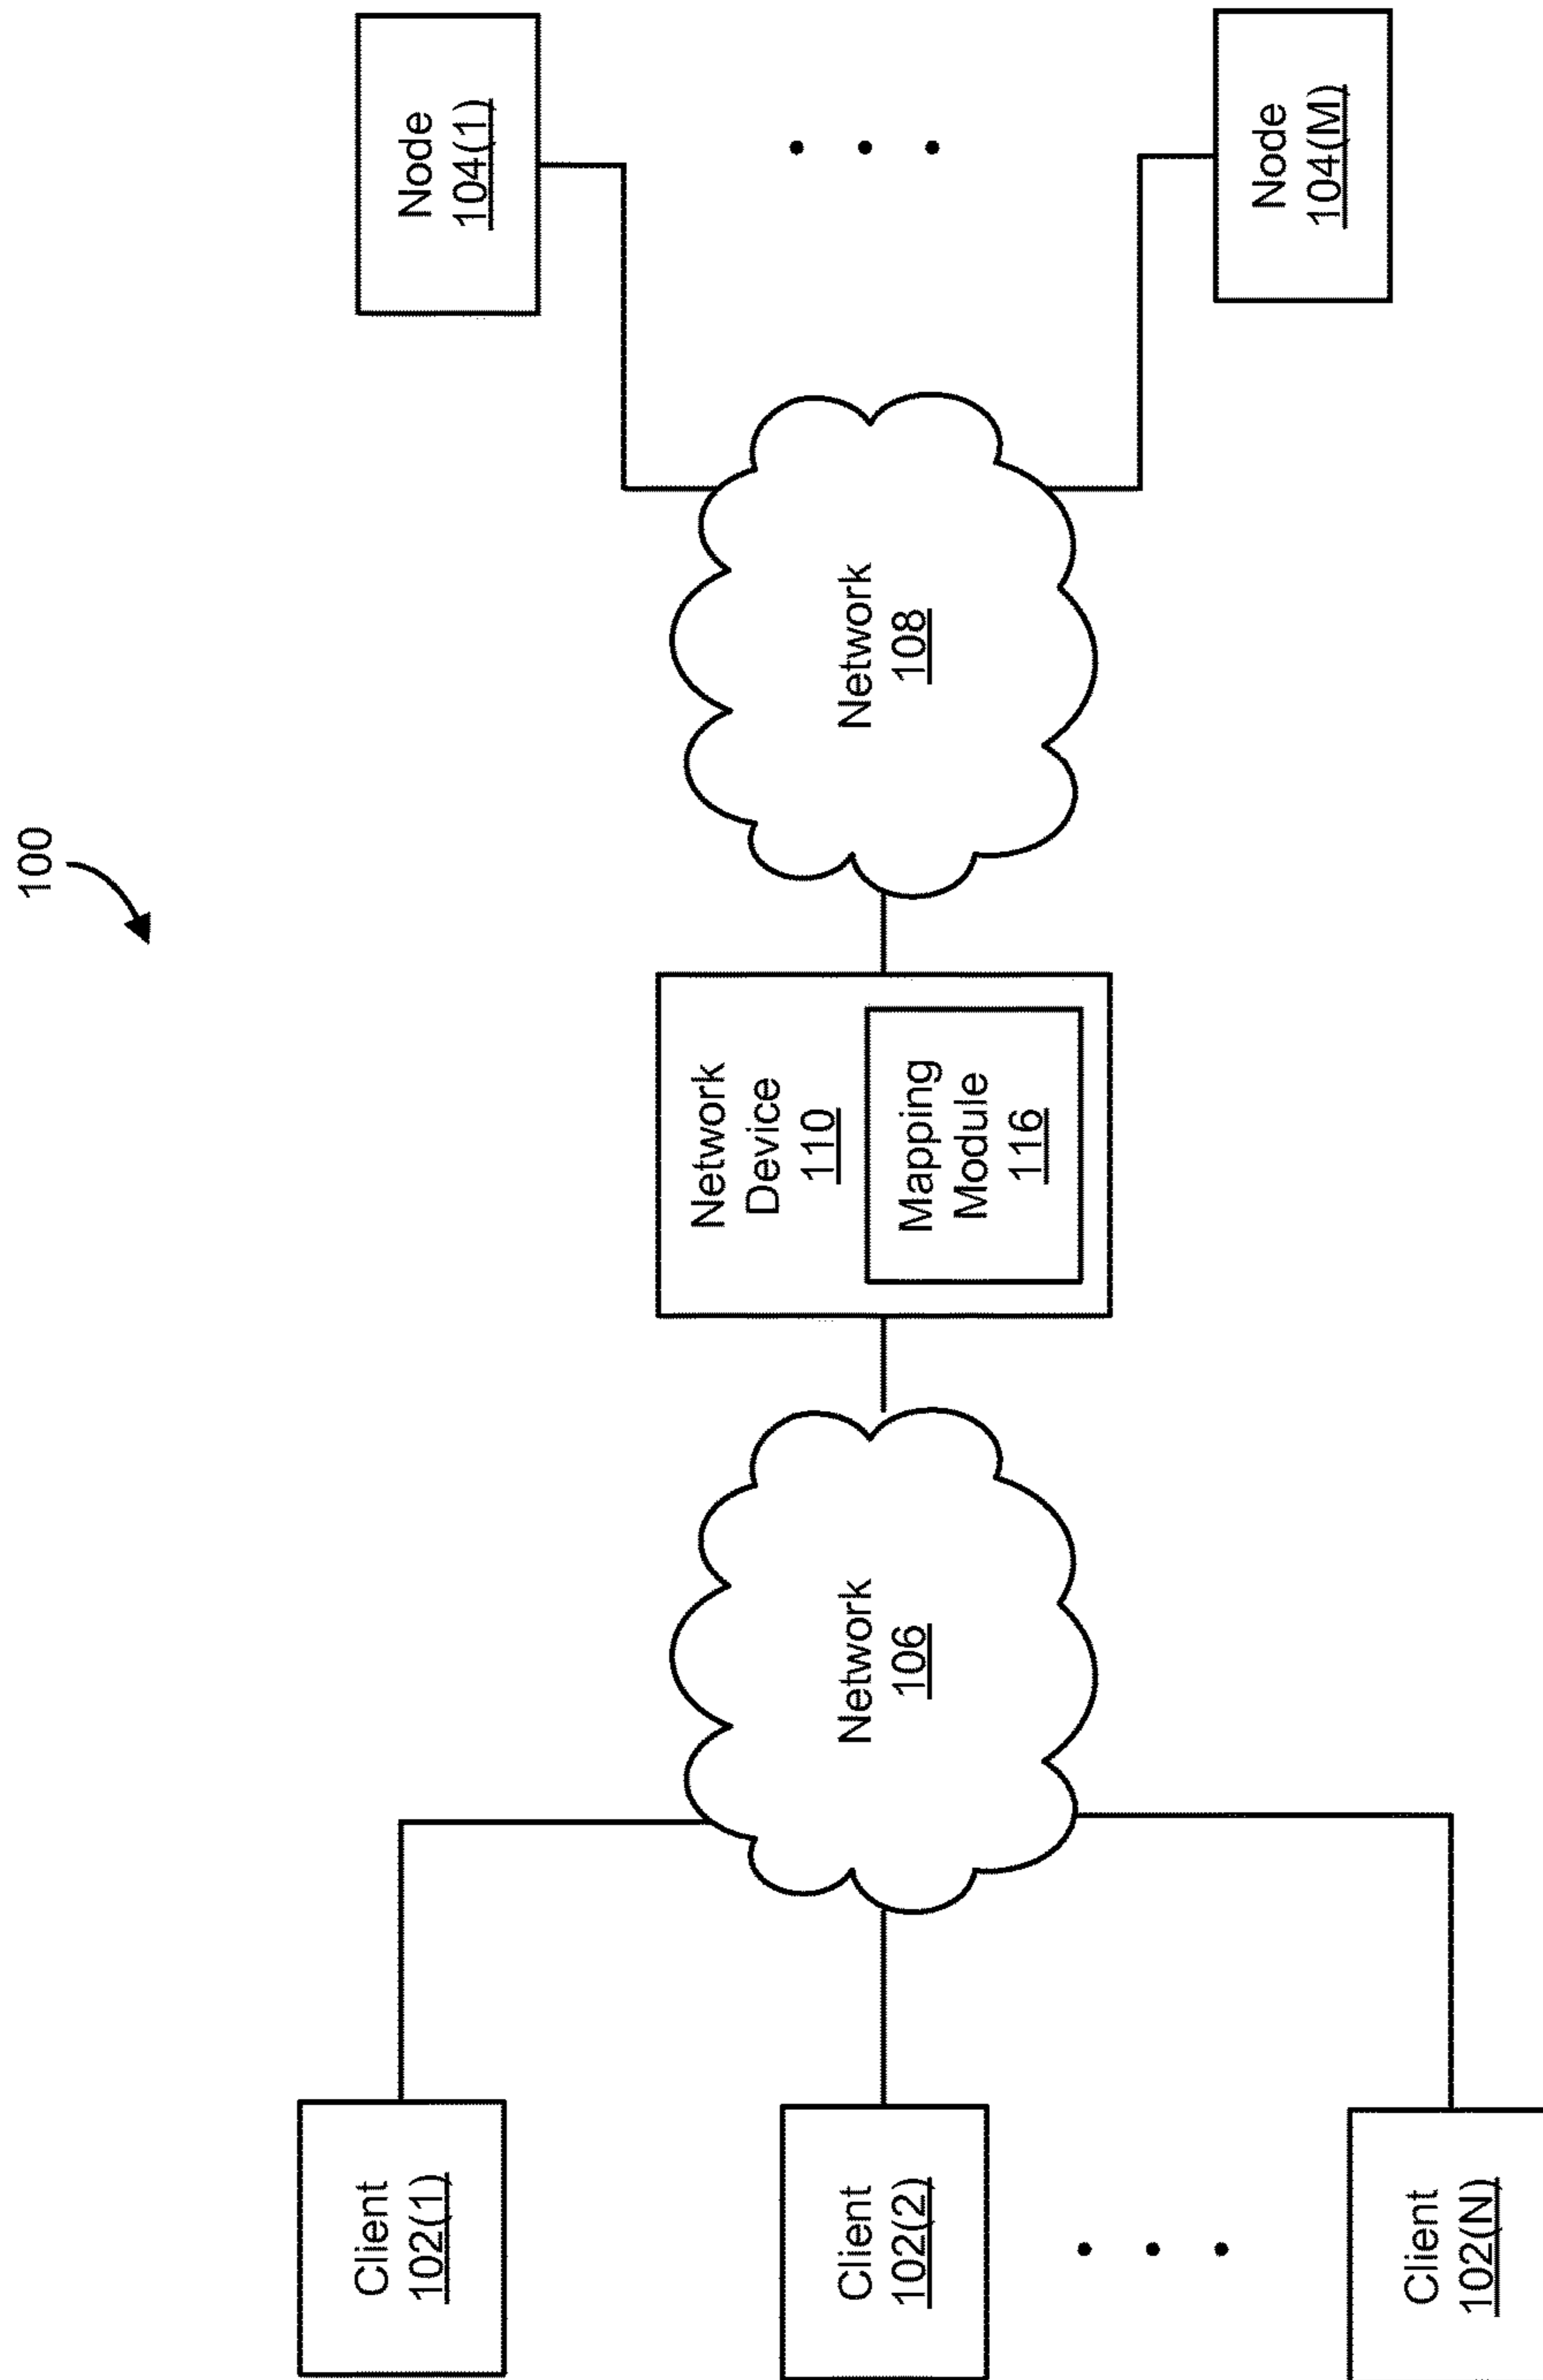 100
Client
102(1)
Client
102(2)
Client
102(N)
Network
106
Network
Device
110
Mapping
Module
116
Network
108
Node
104(1)
Node
104(M)